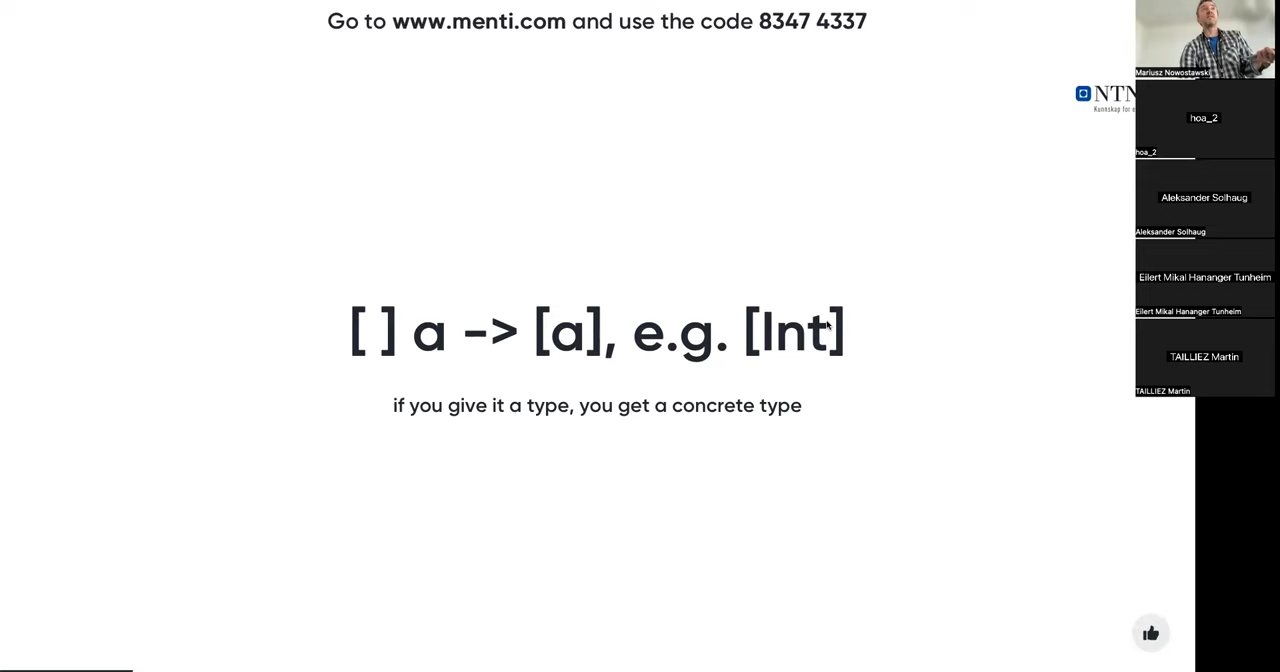 Go to www.menti.com and use the code 8347 4337
NTN
Kunnskap for e
[ ] a -> [a], e.g. [Int]
if you give it a type, you get a concrete type
Mariusz Nowostawski
hoa_2
hoa_2
Aleksander Solhaug
Aleksander Solhaug
Eilert Mikal Hananger Tunheim
Eilert Mikal Hananger Tunheim
TAILLIEZ Martin
TAILLIEZ Martin